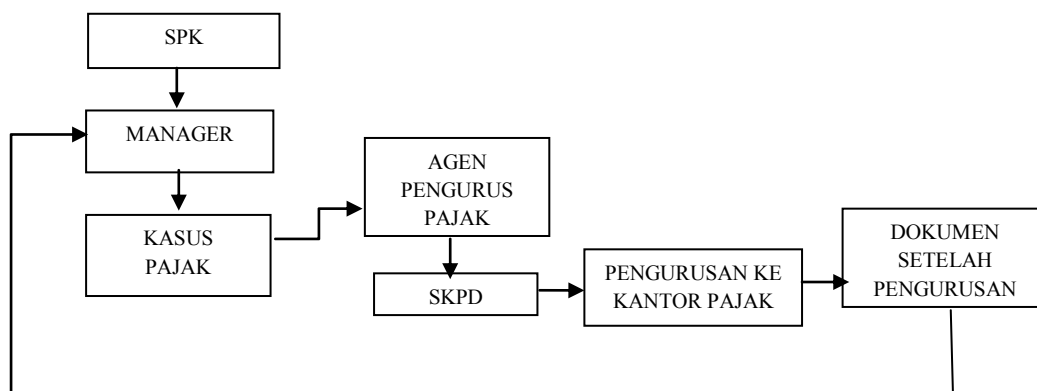 SPK
MANAGER
KASUS
PAJAK
AGEN
PENGURUS
PAJAK
SKPD
PENGURUSAN KE
KANTOR PAJAK
DOKUMEN
SETELAH
PENGURUSAN